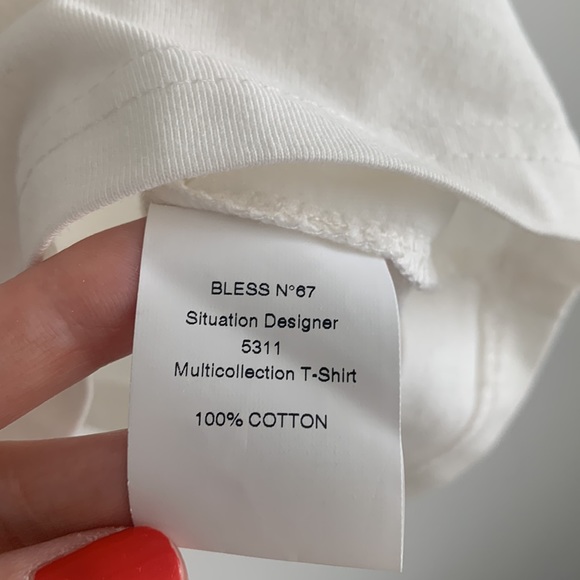 BLESS N°67
Situation Designer
5311
Multicollection T-Shirt
100% COTTON